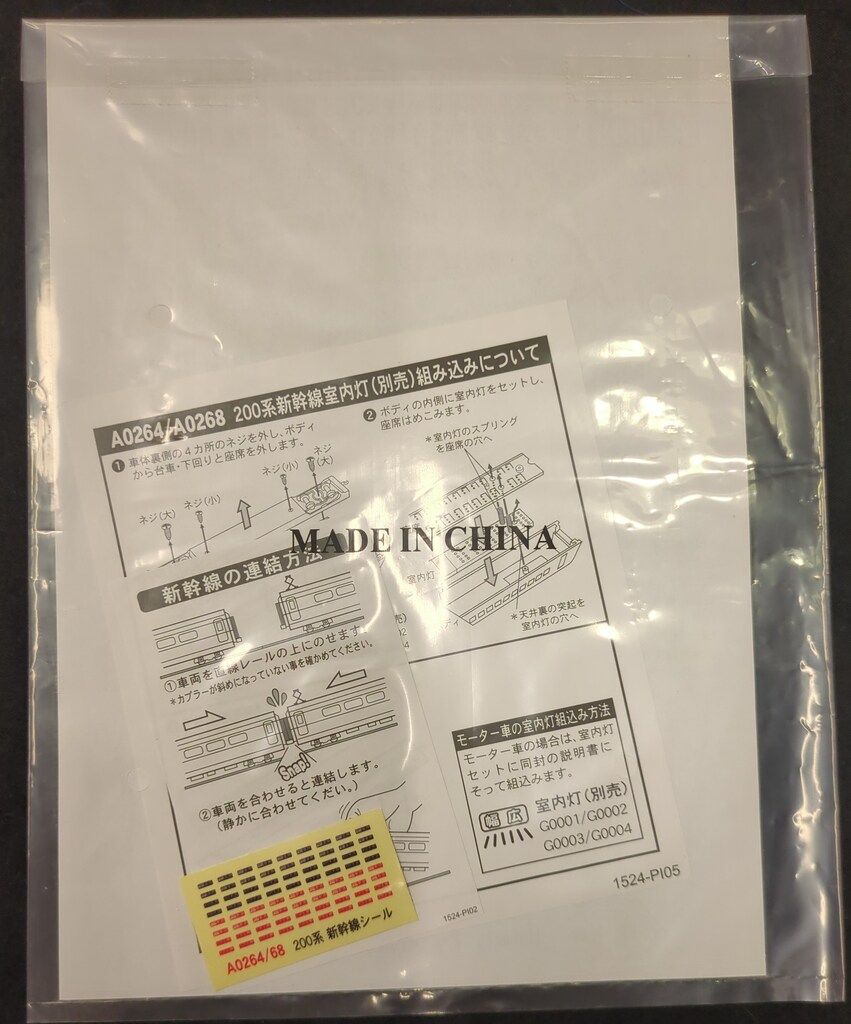 A0264/A0268 200系新幹線室内灯(別売)組み込みについて
❶ 車体裏側の4カ所のネジを外し、ボディ
から台車・下回りと座席を外します。
ネジ(大)
ネジ(小)
ネジ(小)
ネジ
(大)
❷ ボディの内側に室内灯をセットし、
座席はめこみます。
*室内灯のスプリング
を座席の穴へ
室内灯
*天井裏の突起を
室内灯の穴へ
MADE IN CHINA
新幹線の連結方法
①車両を直線レールの上にのせます。
*カプラーが斜めになっていない事を確かめてください。
Snap!
②車両を合わせると連結します。
(静かに合わせてくだい。)
モーター車の室内灯組込み方法
モーター車の場合は、室内灯
セットに同封の説明書に
そって組込みます。
幅広
室内灯(別売)
G0001/G0002
G0003/G0004
1524-PI05
1524-PI02
A0264/68 200系 新幹線シール